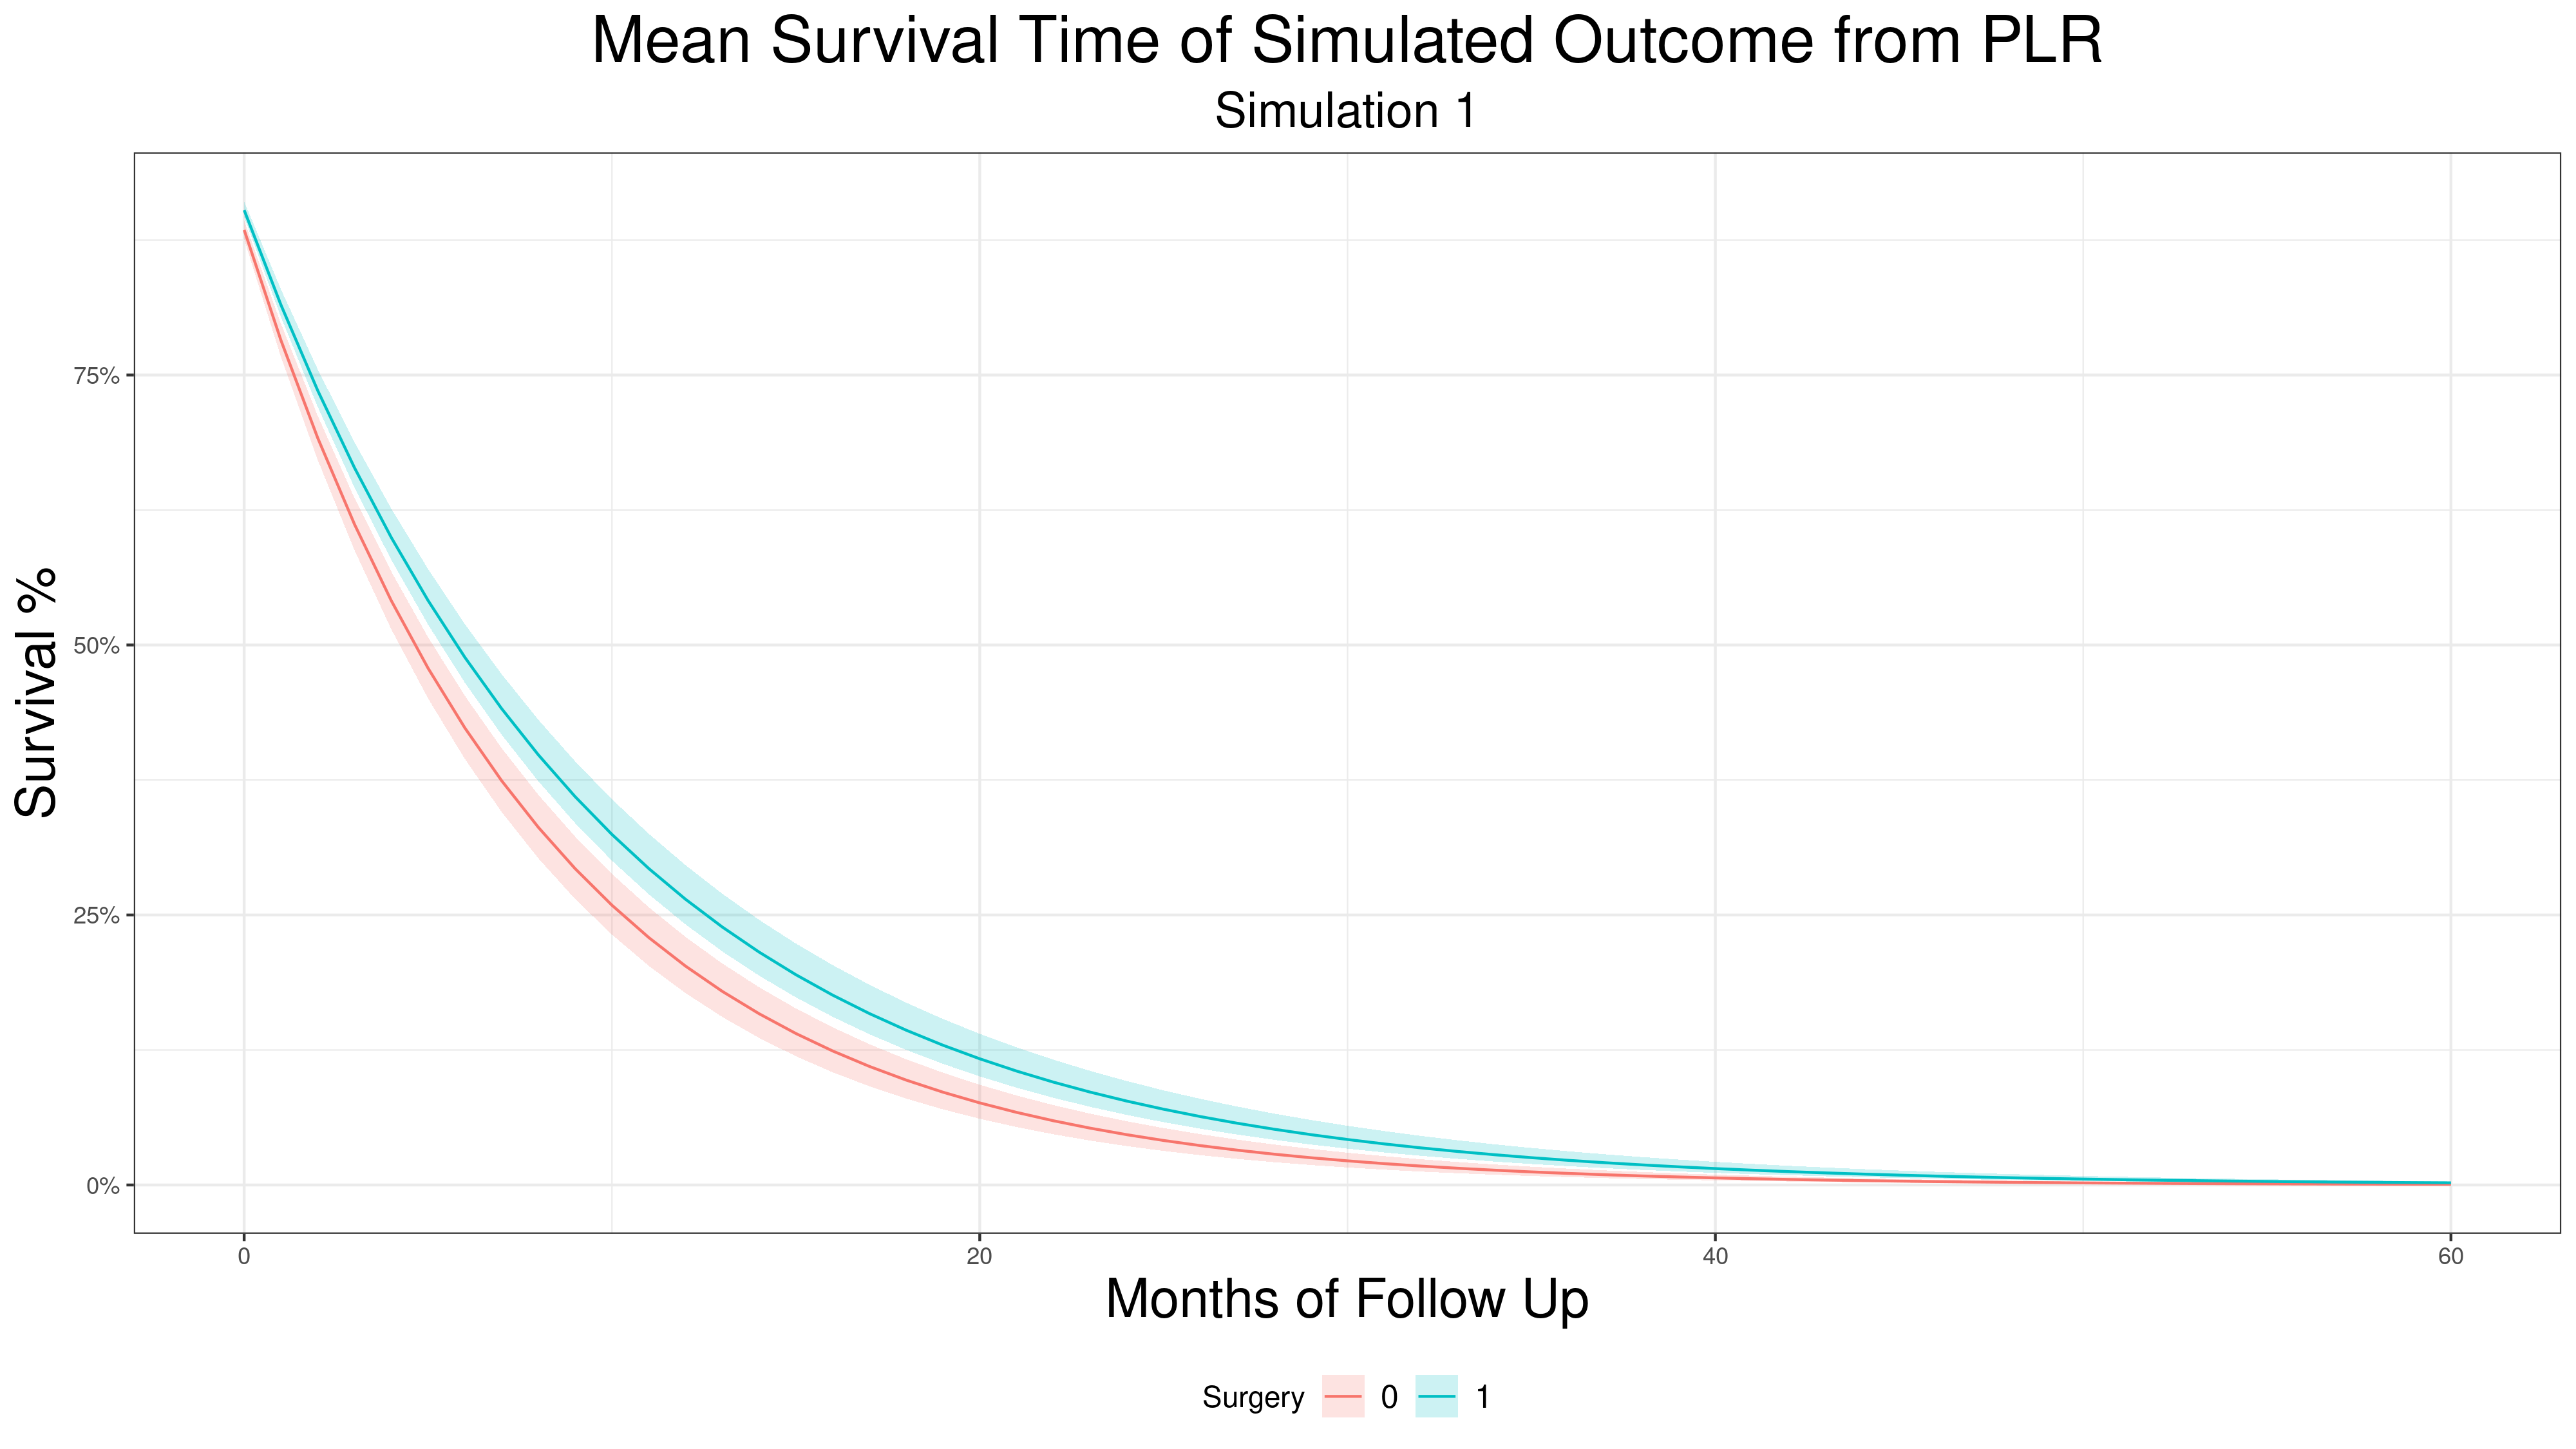 Mean Survival Time of Simulated Outcome from PLR
Simulation 1
Survival %
75%
50%
25%
0%
0 20 40 60
Months of Follow Up
Surgery 0 1